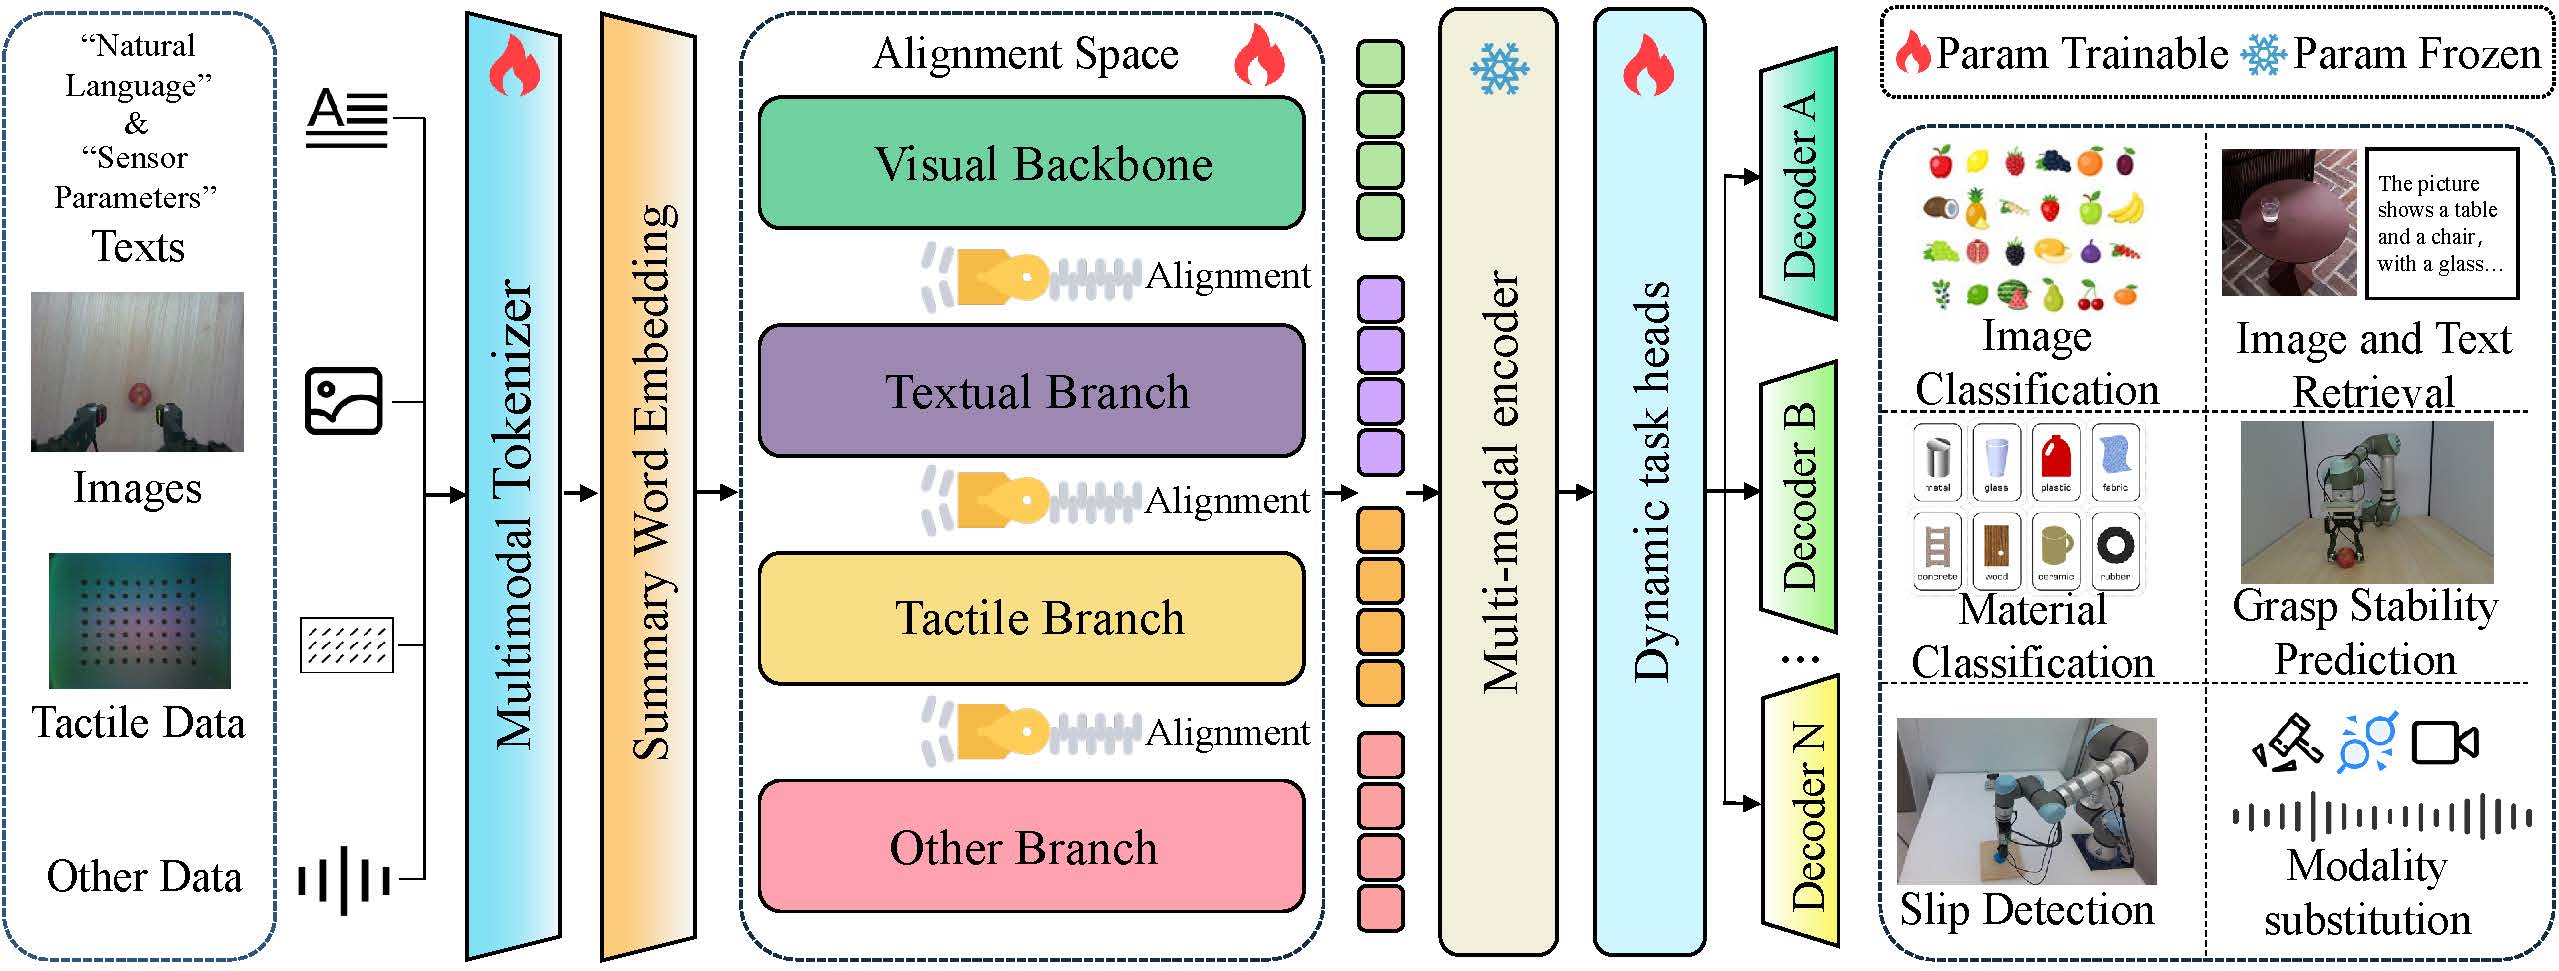 “Natural
Language”
&
“Sensor
Parameters”
Texts
Images
Tactile Data
Other Data
A
Multimodal Tokenizer
Summary Word Embedding
Alignment Space
Visual Backbone
Alignment
Textual Branch
Alignment
Tactile Branch
Alignment
Other Branch
Multi-modal encoder
Dynamic task heads
Decoder A
Decoder B
...
Decoder N
Param Trainable
Param Frozen
Image
Classification
The picture
shows a table
and a chair,
with a glass...
Image and Text
Retrieval
metal
glass
plastic
fabric
concrete
wood
ceramic
rubber
Material
Classification
Grasp Stability
Prediction
Slip Detection
Modality
substitution